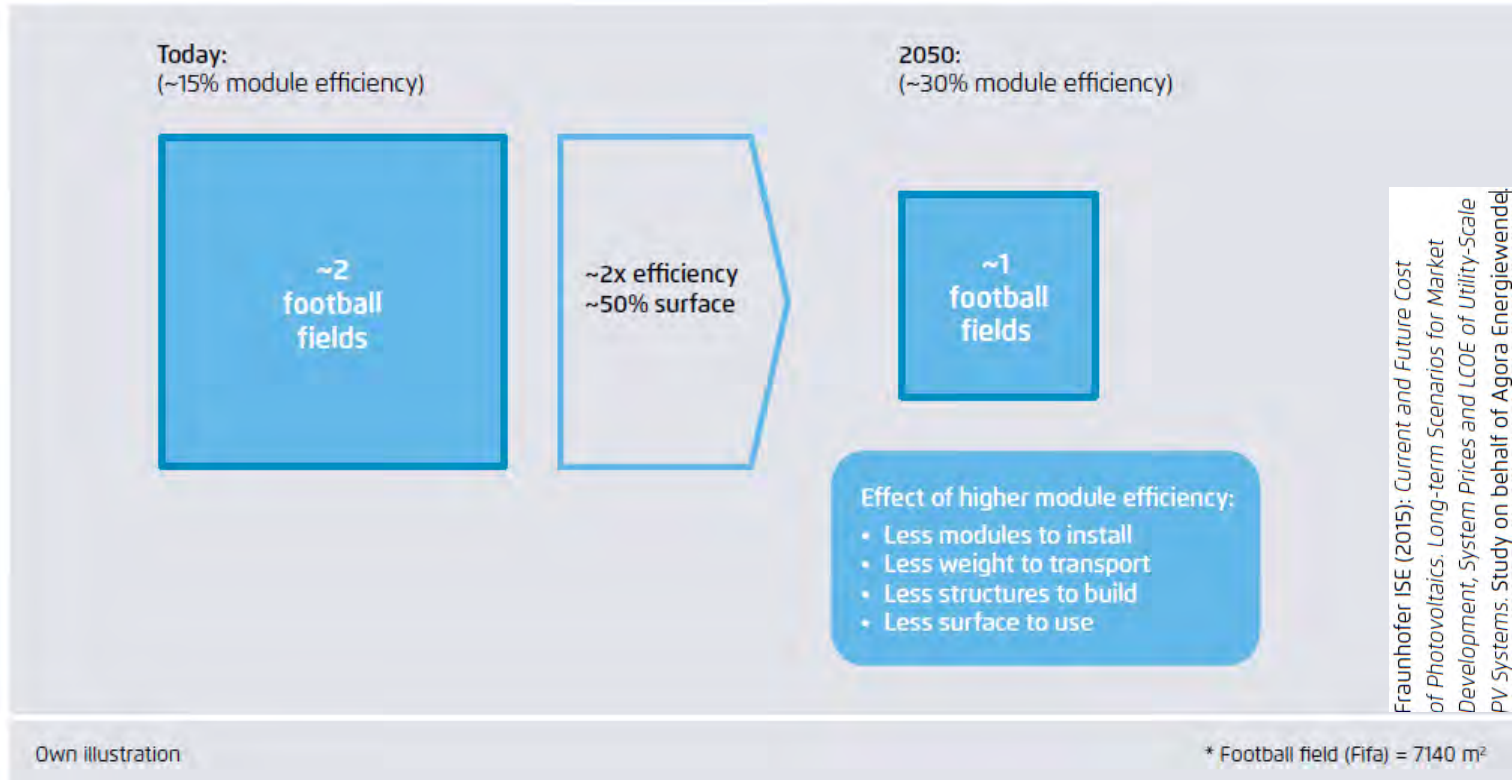 Today:
(~15% module efficiency)
2050:
(~30% module efficiency)
~2
football
fields
~2x efficiency
~50% surface
~1
football
fields
Effect of higher module efficiency:
• Less modules to install
• Less weight to transport
• Less structures to build
• Less surface to use
Fraunhofer ISE (2015): Current and Future Cost
of Photovoltaics. Long-term Scenarios for Market
Development, System Prices and LCOE of Utility-Scale
PV Systems. Study on behalf of Agora Energiewende.
Own illustration
* Football field (Fifa) = 7140 m²